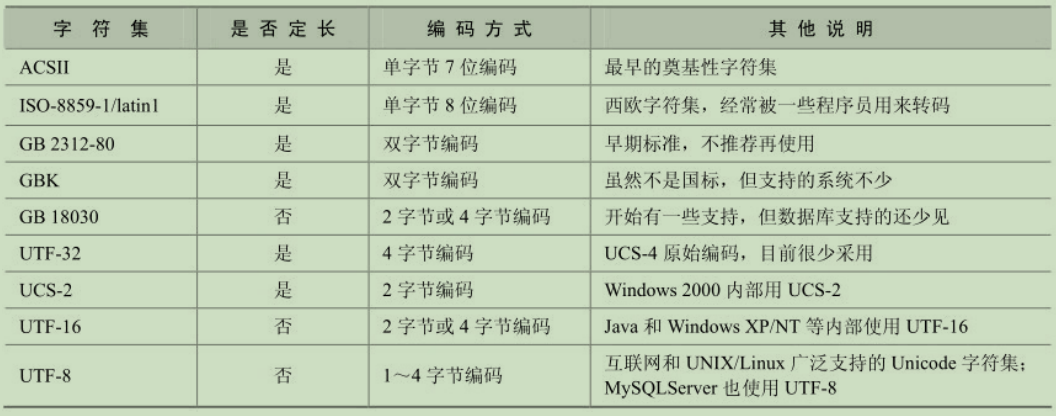 字 符 集 是 否 定 长 编 码 方 式 其 他 说 明
ACSII 是 单字节 7 位编码 最早的奠基性字符集
ISO-8859-1/latin1 是 单字节 8 位编码 西欧字符集，经常被一些程序员用来转码
GB 2312-80 是 双字节编码 早期标准，不推荐再使用
GBK 是 双字节编码 虽然不是国标，但支持的系统不少
GB 18030 否 2 字节或 4 字节编码 开始有一些支持，但数据库支持的还少见
UTF-32 是 4 字节编码 UCS-4 原始编码，目前很少采用
UCS-2 是 2 字节编码 Windows 2000 内部用 UCS-2
UTF-16 否 2 字节或 4 字节编码 Java 和 Windows XP/NT 等内部使用 UTF-16
UTF-8 否 1～4 字节编码 互联网和 UNIX/Linux 广泛支持的 Unicode 字符集；
MySQLServer 也使用 UTF-8